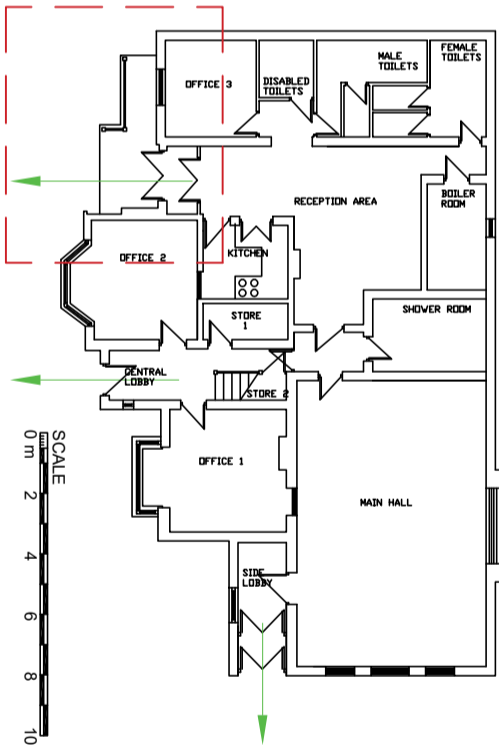 OFFICE 3
DISABLED
TOILETS
MALE
TOILETS
FEMALE
TOILETS
RECEPTION AREA
BOILER
ROOM
OFFICE 2
KITCHEN
STORE
1
SHOWER ROOM
CENTRAL
LOBBY
STORE 2
OFFICE 1
MAIN HALL
SIDE
LOBBY
SCALE
0 m 2 4 6 8 10